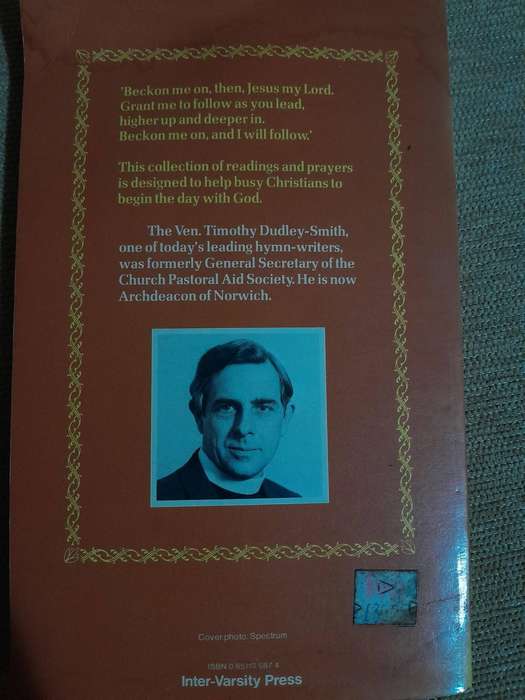 'Beckon me on, then, Jesus my Lord.
Grant me to follow as you lead,
higher up and deeper in.
Beckon me on, and I will follow.'
This collection of readings and prayers
is designed to help busy Christians to
begin the day with God.
The Ven. Timothy Dudley-Smith,
one of today's leading hymn-writers,
was formerly General Secretary of the
Church Pastoral Aid Society. He is now
Archdeacon of Norwich.
Cover photo: Spectrum
ISBN 0 85110
Inter-Varsity Press